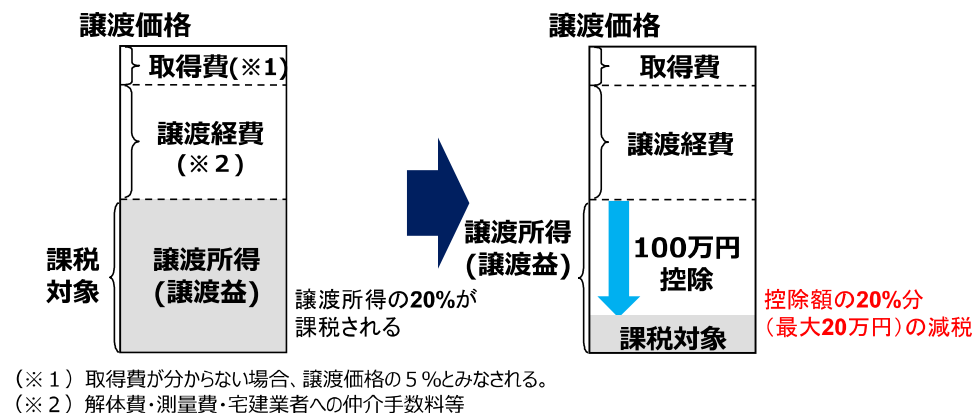 譲渡価格
取得費(※1)
譲渡経費
(※２)
課税
対象
譲渡所得
(譲渡益)
譲渡所得の20%が
課税される
譲渡価格
取得費
譲渡経費
譲渡所得
(譲渡益)
100万円
控除
課税対象
控除額の20%分
（最大20万円）の減税
（※１）取得費が分からない場合、譲渡価格の５％とみなされる。
（※２）解体費・測量費・宅建業者への仲介手数料等